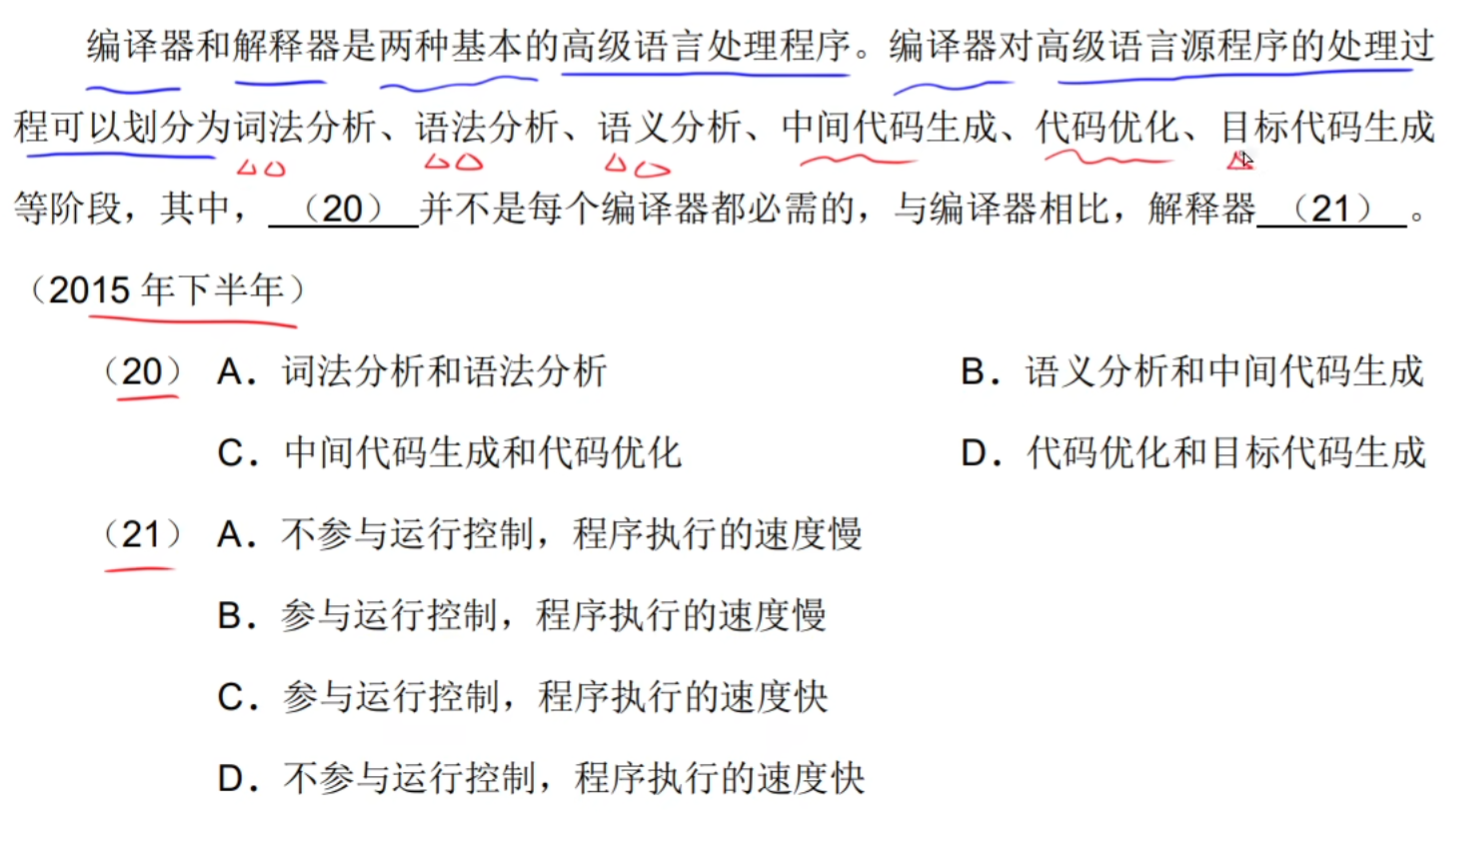 编译器和解释器是两种基本的高级语言处理程序。编译器对高级语言源程序的处理过
程可以划分为词法分析、语法分析、语义分析、中间代码生成、代码优化、目标代码生成
等阶段，其中，（20）并不是每个编译器都必需的，与编译器相比，解释器（21）。
（2015 年下半年）
（20） A．词法分析和语法分析 B．语义分析和中间代码生成
C．中间代码生成和代码优化 D．代码优化和目标代码生成
（21） A．不参与运行控制，程序执行的速度慢
B．参与运行控制，程序执行的速度慢
C．参与运行控制，程序执行的速度快
D．不参与运行控制，程序执行的速度快